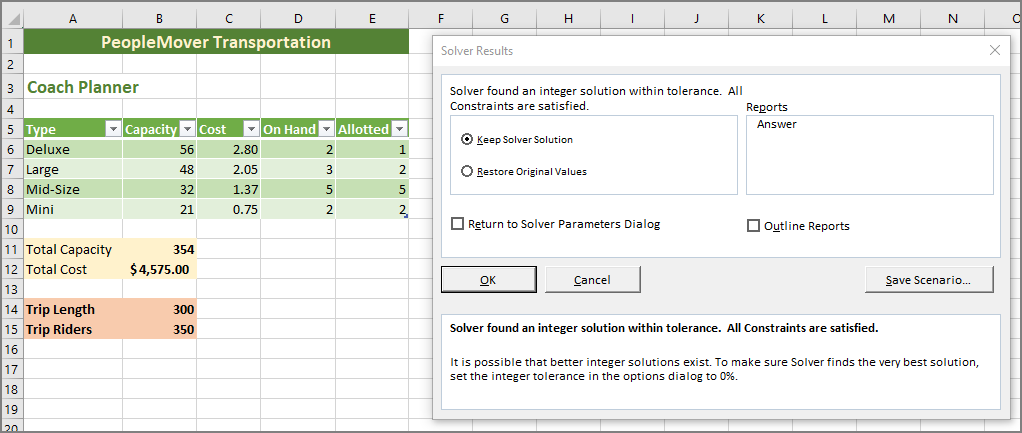 A B C D E F G H I J K L M N O
1 PeopleMover Transportation
2
3 Coach Planner
4
5 Type Capacity Cost On Hand Allotted
6 Deluxe 56 2.80 2 1
7 Large 48 2.05 3 2
8 Mid-Size 32 1.37 5 5
9 Mini 21 0.75 2 2
10
11 Total Capacity 354
12 Total Cost $4,575.00
13
14 Trip Length 300
15 Trip Riders 350
16
17
18
19
20
Solver Results
Solver found an integer solution within tolerance. All
Constraints are satisfied.
Reports
Answer
Keep Solver Solution
Restore Original Values
Return to Solver Parameters Dialog
Outline Reports
OK Cancel Save Scenario...
Solver found an integer solution within tolerance. All Constraints are satisfied.
It is possible that better integer solutions exist. To make sure Solver finds the very best solution,
set the integer tolerance in the options dialog to 0%.